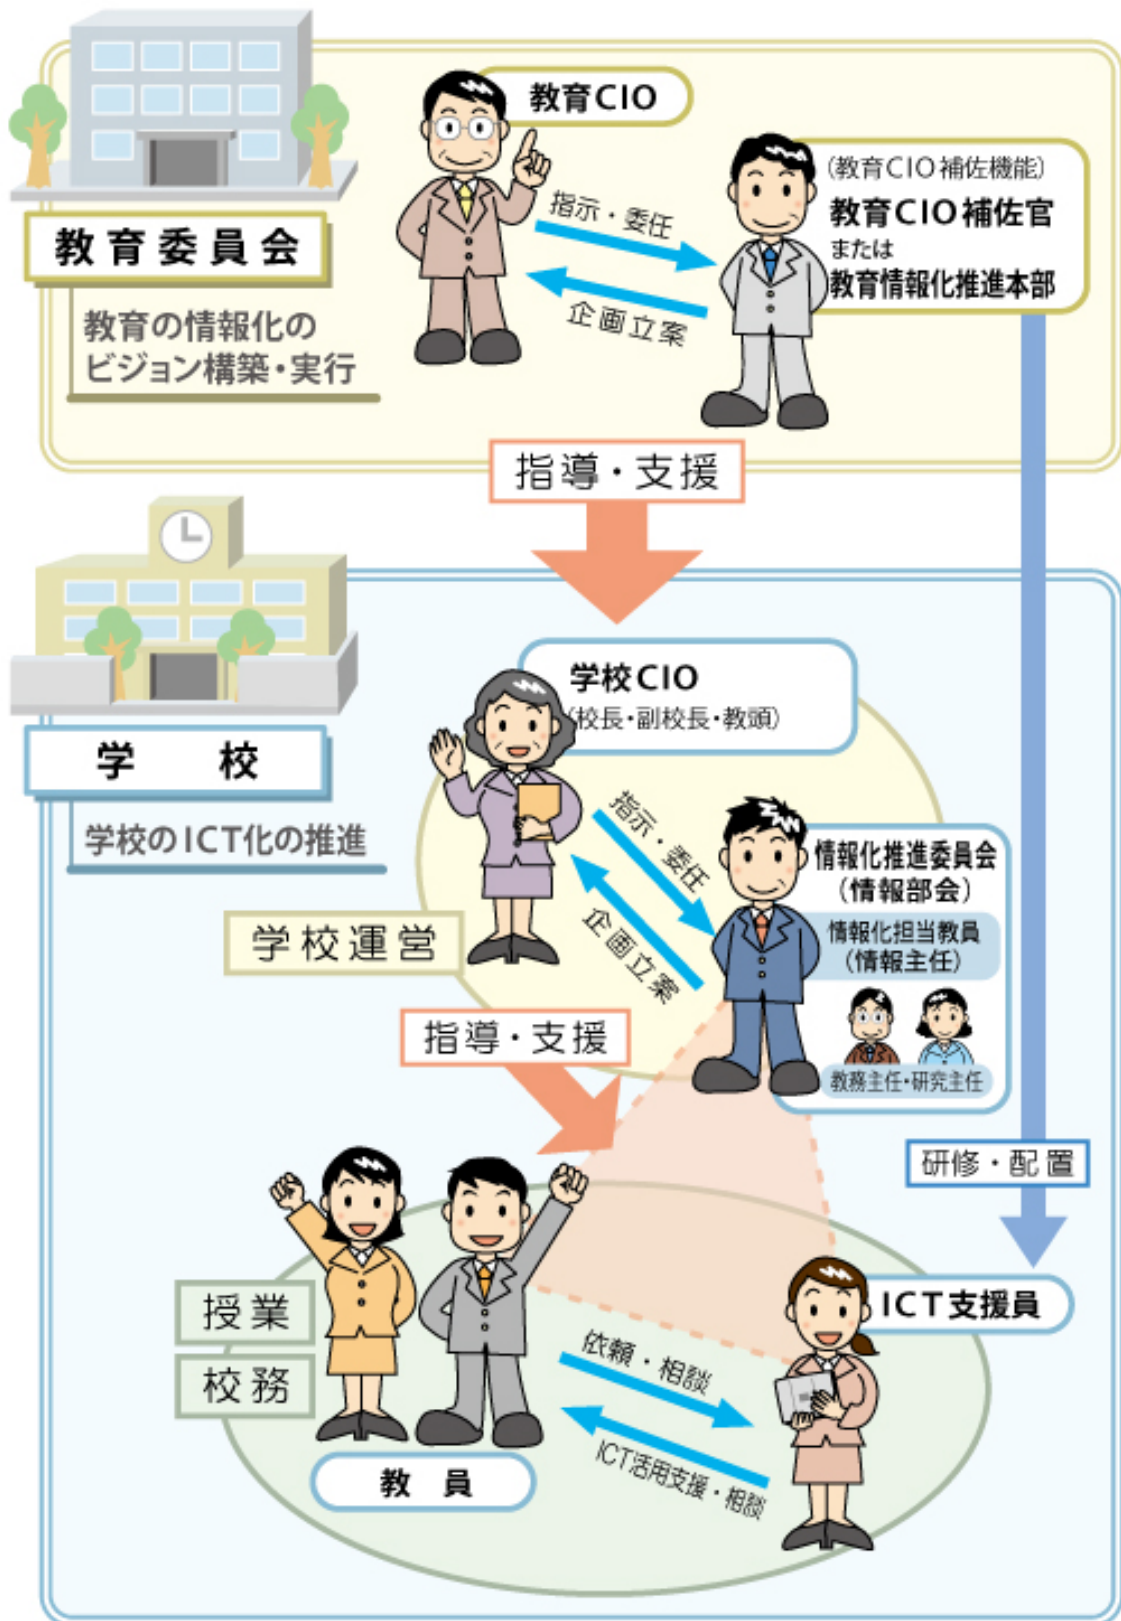 教育CIO
(教育CIO補佐機能)
教育CIO補佐官
または
教育情報化推進本部
指示・委任
企画立案
教育委員会
教育の情報化の
ビジョン構築・実行
指導・支援
学校CIO
(校長・副校長・教頭)
学　校
学校のICT化の推進
指示・委任
企画立案
情報化推進委員会
(情報部会)
情報化担当教員
(情報主任)
教務主任・研究主任
学校運営
指導・支援
研修・配置
ICT支援員
授業
校務
依頼・相談
ICT活用支援・相談
教　員